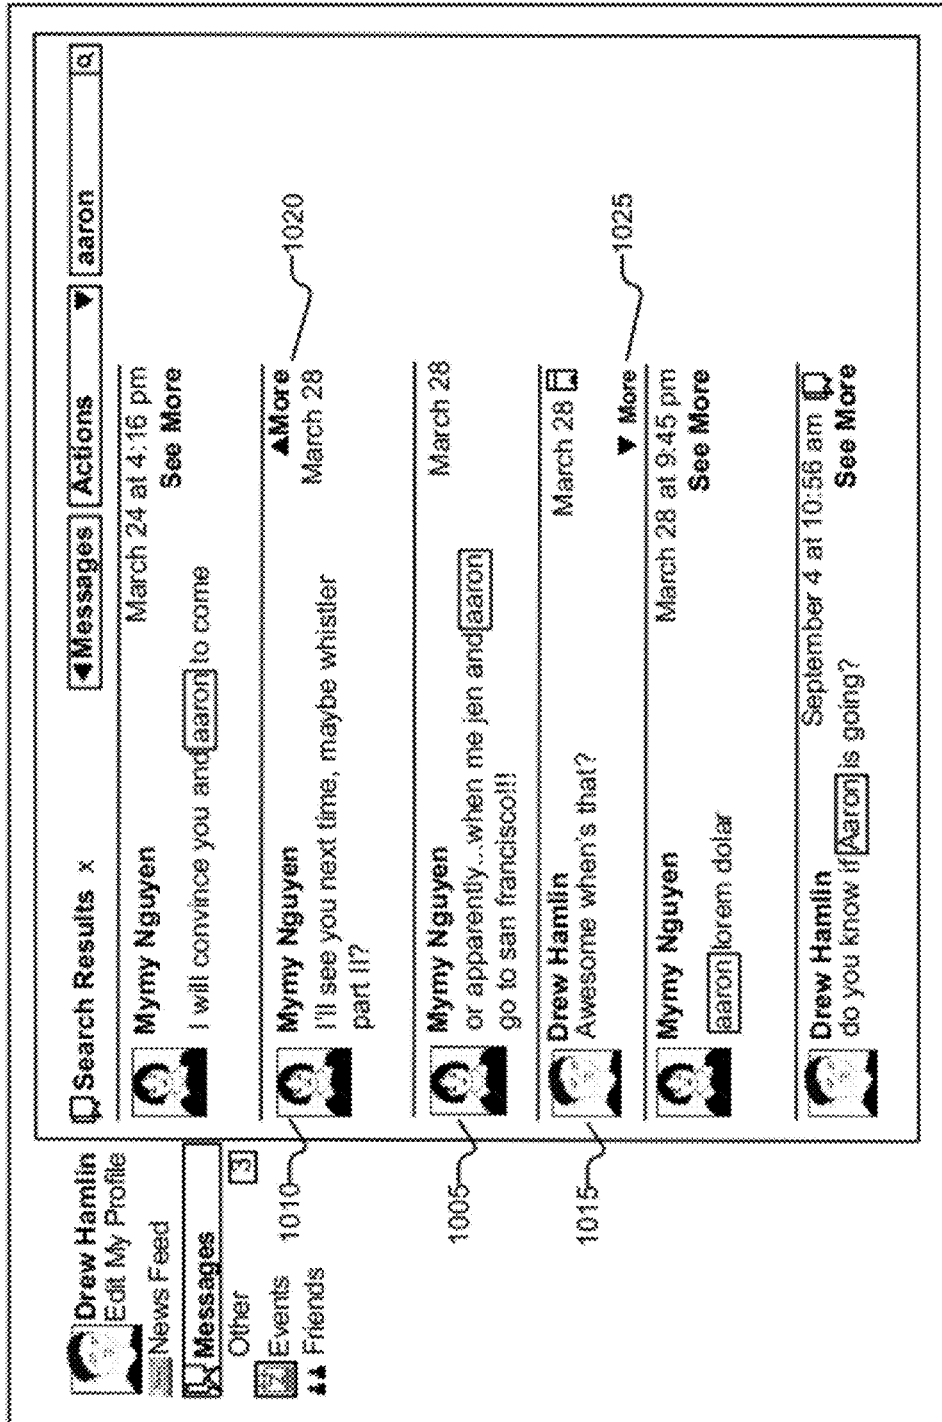 Drew Hamlin
Edit My Profile
News Feed
Messages
Other 3
Events
Friends
Search Results x
Messages Actions aaron
Mymy Nguyen March 24 at 4:16 pm
I will convince you and aaron to come See More
More
Mymy Nguyen March 28
I'll see you next time, maybe whistler
part II?
Mymy Nguyen March 28
or apparently...when me jen and aaron
go to san francisco!!!
Drew Hamlin March 28
Awesome when's that?
More
Mymy Nguyen March 28 at 9:45 pm
See More
aaron lorem dolar
Drew Hamlin September 4 at 10:56 am
do you know if Aaron is going? See More
1010
1005
1015
1020
1025